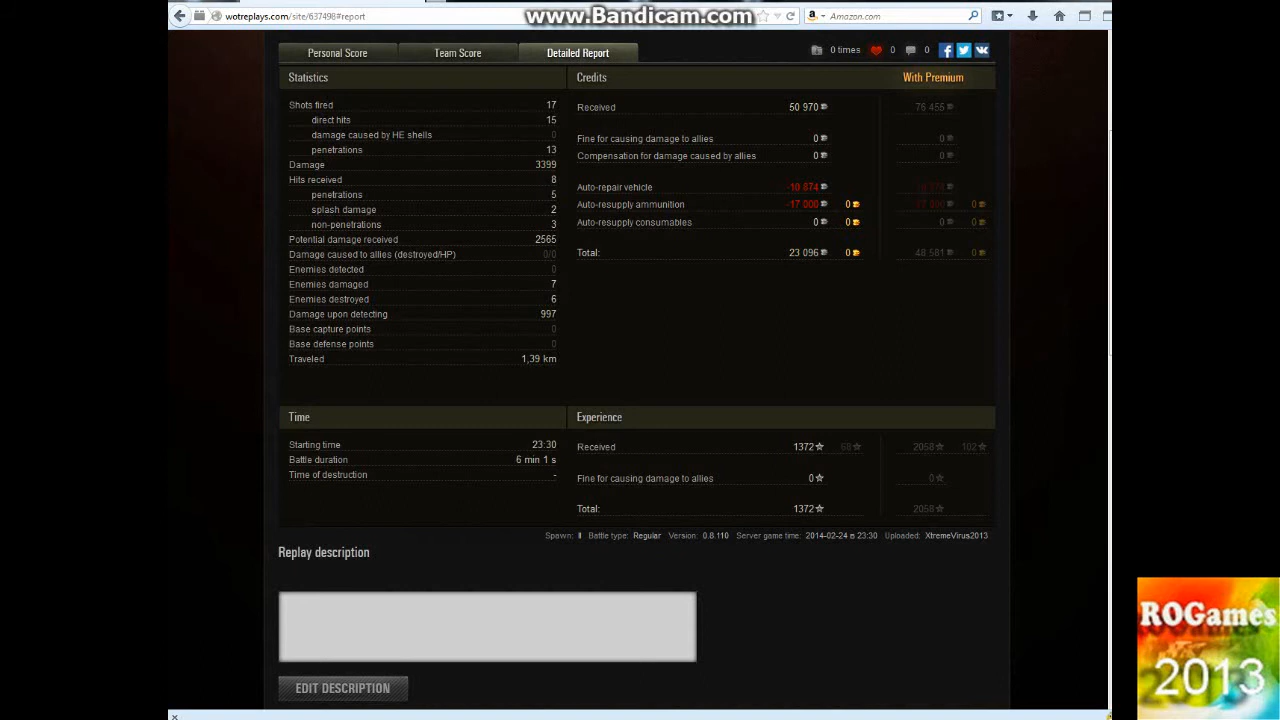 www.Bandicam.com
wotreplays.com/site/637498#report
Amazon.com
Personal Score Team Score Detailed Report 0 times 0 0
Statistics Credits With Premium
Shots fired 17 Received 50 970 76 455
direct hits 15
damage caused by HE shells 0 Fine for causing damage to allies 0 0
penetrations 13 Compensation for damage caused by allies 0 0
Damage 3399
Hits received 8 Auto-repair vehicle -10 874
penetrations 5 Auto-resupply ammunition -17 000 0 0
splash damage 2 Auto-resupply consumables 0 0 0 0
non-penetrations 3
Potential damage received 2565 Total: 23 096 0 48 581 0
Damage caused to allies (destroyed/HP) 0/0
Enemies detected 0
Enemies damaged 7
Enemies destroyed 6
Damage upon detecting 997
Base capture points 0
Base defense points 0
Traveled 1,39 km
Time Experience
Starting time 23:30 Received 1372 68 2058 102
Battle duration 6 min 1 s
Time of destruction - Fine for causing damage to allies 0 0
Total: 1372 2058
Spawn: II Battle type: Regular Version: 0.8.110 Server game time: 2014-02-24 в 23:30 Uploaded: XtremeVirus2013
Replay description
EDIT DESCRIPTION
ROGames
2013